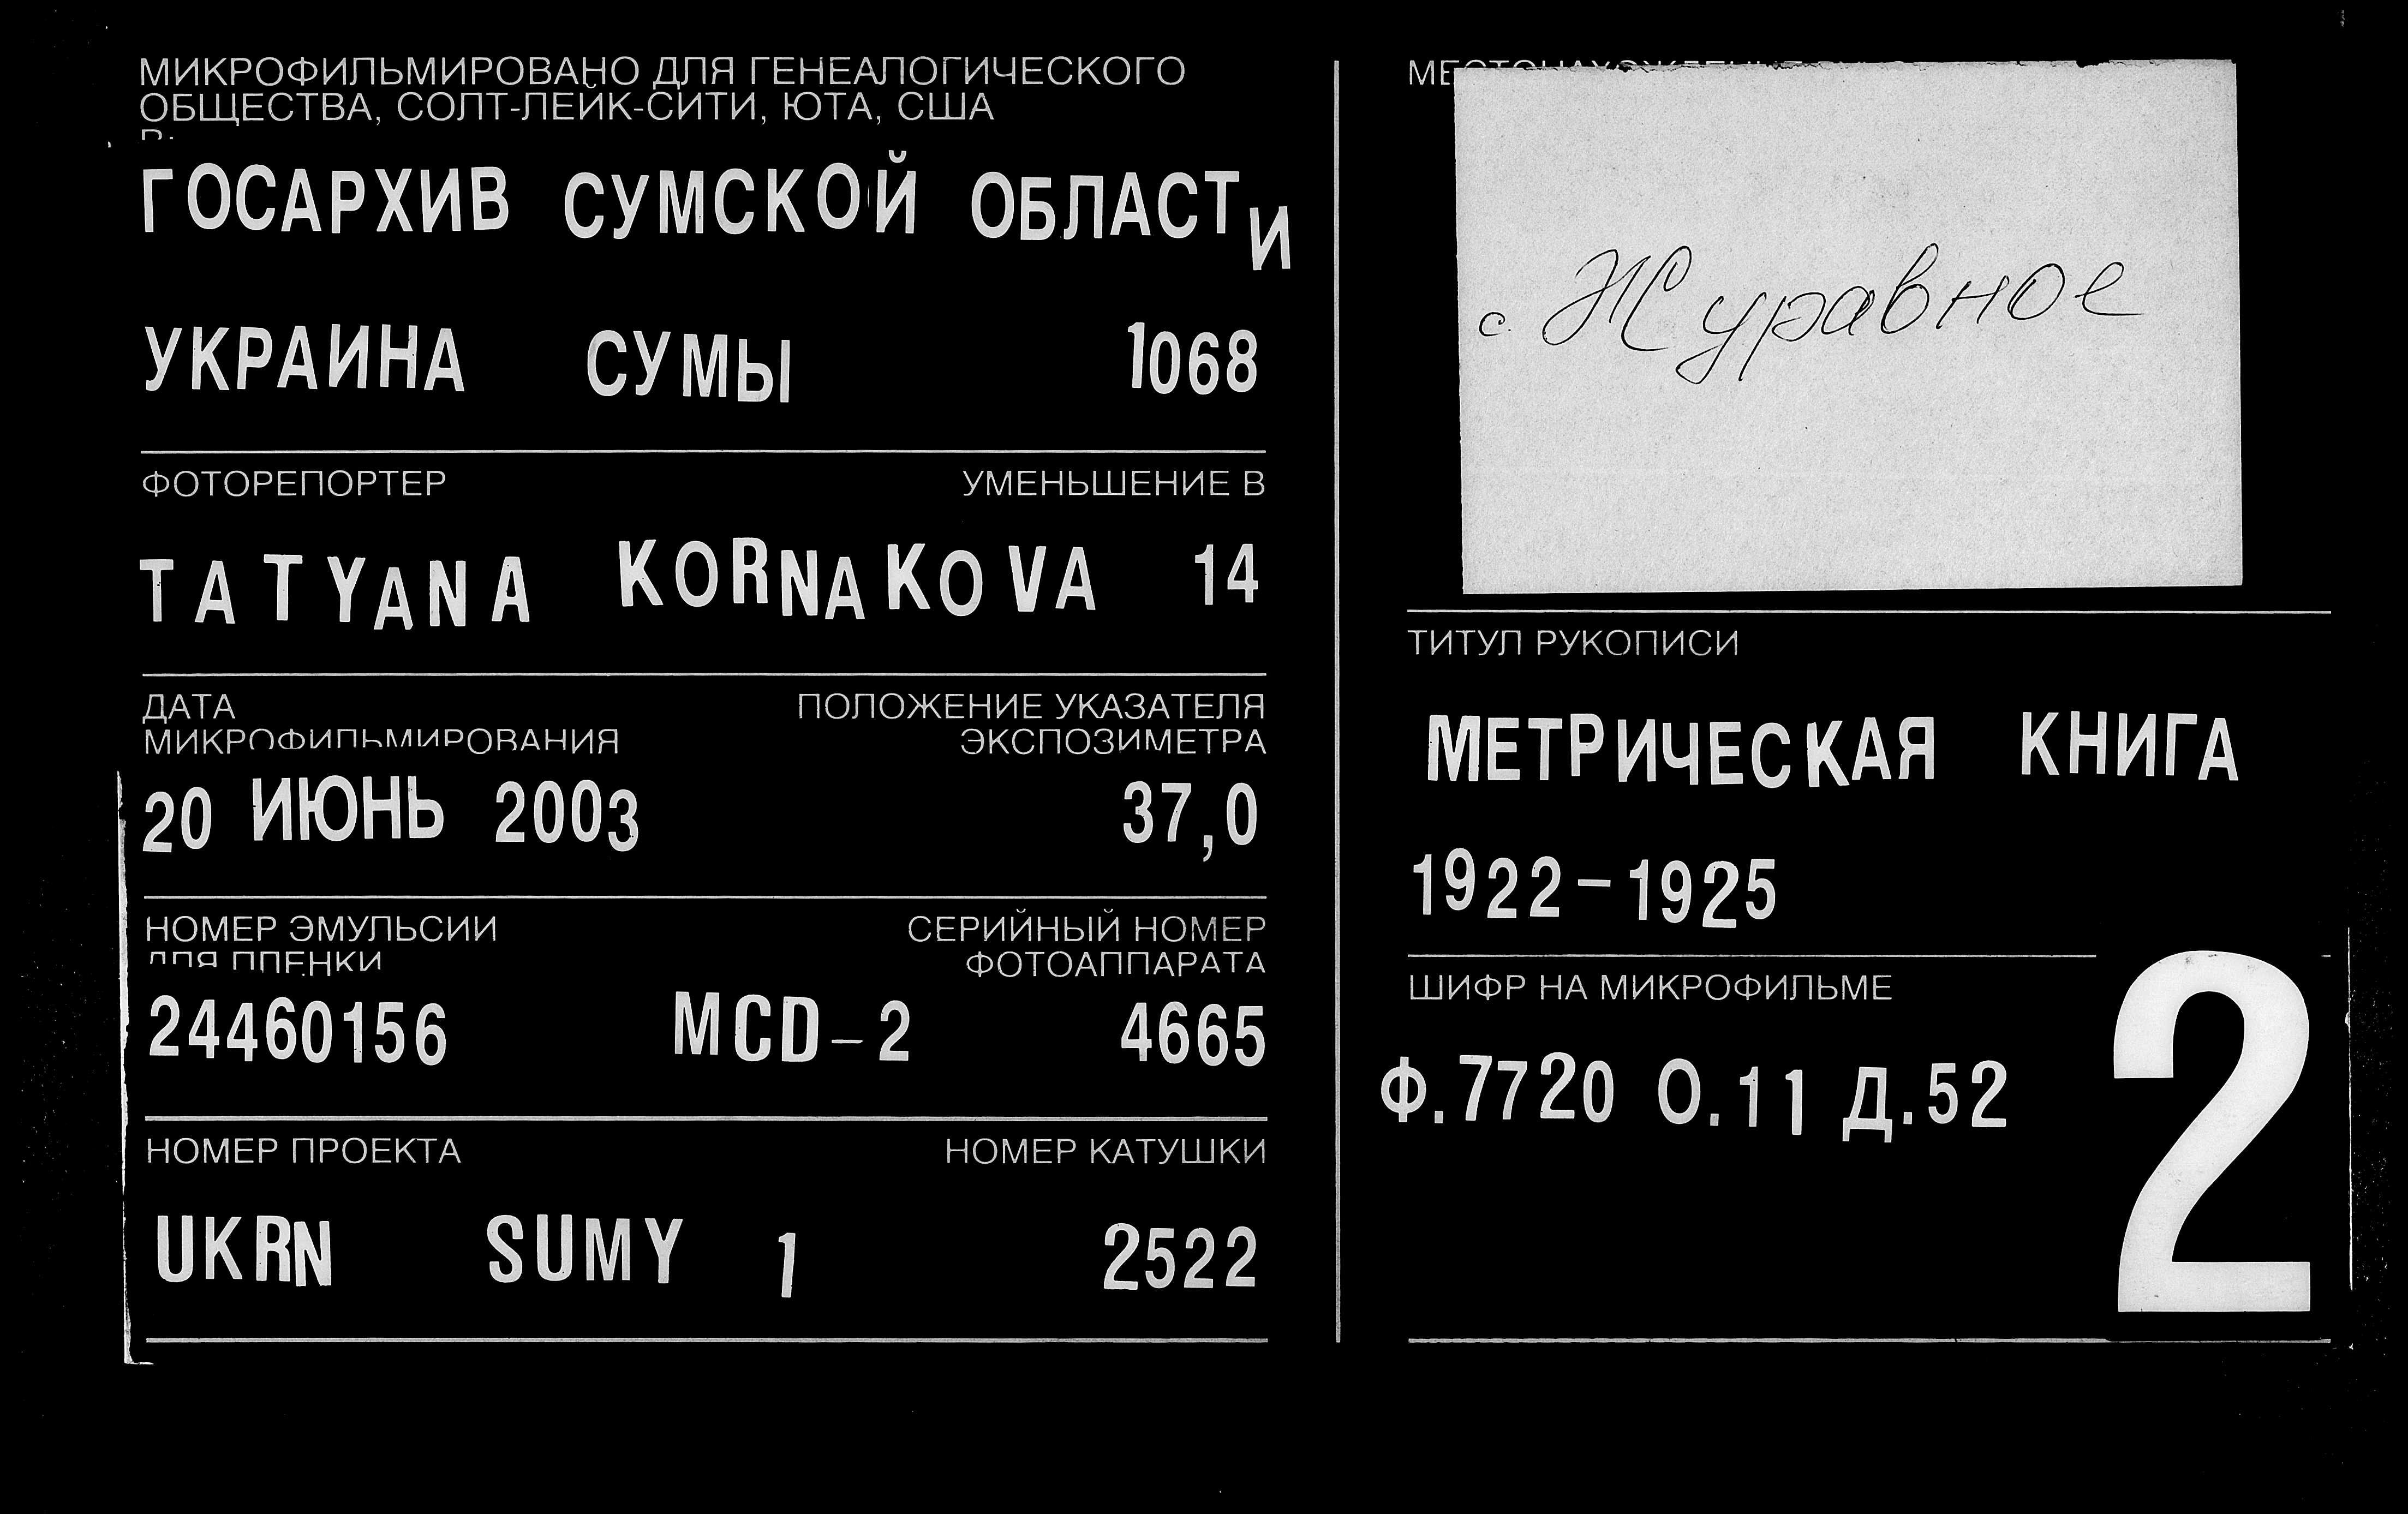 МИКРОФИЛЬМИРОВАНО ДЛЯ ГЕНЕАЛОГИЧЕСКОГО
ОБЩЕСТВА, СОЛТ-ЛЕЙК-СИТИ, ЮТА, США
ГОСАРХИВ СУМСКОЙ ОБЛАСТИ
УКРАИНА СУМЫ 1068
ФОТОРЕПОРТЕР УМЕНЬШЕНИЕ В
TATYANA KORNAKOVA 14
ДАТА ПОЛОЖЕНИЕ УКАЗАТЕЛЯ
МИКРОФИЛЬМИРОВАНИЯ ЭКСПОЗИМЕТРА
20 ИЮНЬ 2003 37,0
НОМЕР ЭМУЛЬСИИ СЕРИЙНЫЙ НОМЕР
ДЛЯ ПЛЕНКИ ФОТОАППАРАТА
24460156 MCD-2 4665
НОМЕР ПРОЕКТА НОМЕР КАТУШКИ
UKRN SUMY 1 2522
с. Журавное
ТИТУЛ РУКОПИСИ
МЕТРИЧЕСКАЯ КНИГА
1922-1925
ШИФР НА МИКРОФИЛЬМЕ
Ф.7720 О.11 Д.52
2